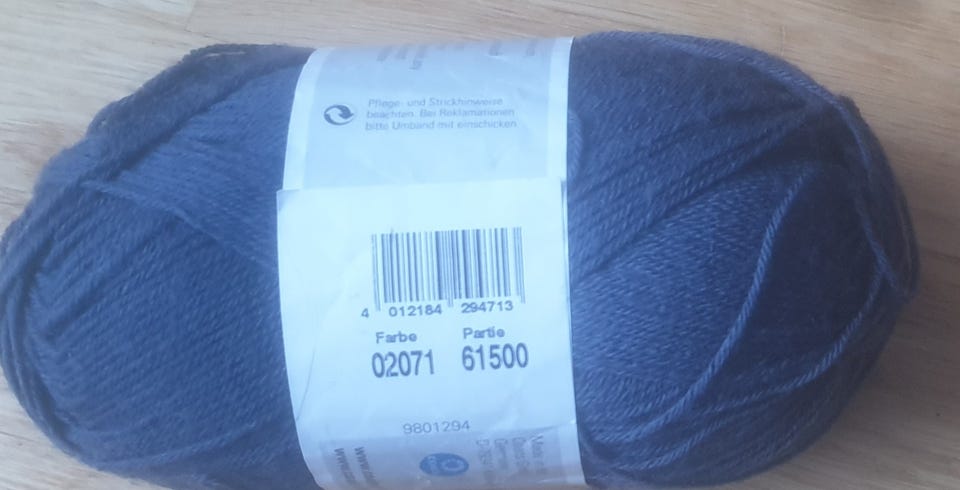 Pflege- und Strickhinweise
beachten. Bei Reklamationen
bitte Umband mit einschicken.
4 012184 294713
Farbe Partie
02071 61500
9801294